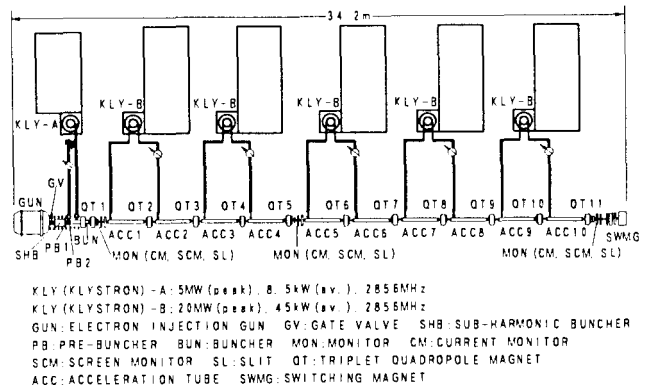 34.2m
KLY-A
KLY-B
KLY-B
KLY-B
KLY-B
KLY-B
GUN
GV
QT1
QT2
QT3
QT4
QT5
QT6
QT7
QT8
QT9
QT10
QT11
SHB
PB1
PB2
BUN
ACC1
ACC2
ACC3
ACC4
ACC5
ACC6
ACC7
ACC8
ACC9
ACC10
SWMG
MON(CM, SCM, SL)
MON(CM, SCM, SL)
MON(CM, SCM, SL)
KLY(KLYSTRON)-A:5MW(peak), 8.5kW(av.), 2856MHz
KLY(KLYSTRON)-B:20MW(peak), 45kW(av.), 2856MHz
GUN:ELECTRON INJECTION GUN GV:GATE VALVE SHB:SUB-HARMONIC BUNCHER
PB:PRE-BUNCHER BUN:BUNCHER MON:MONITOR CM:CURRENT MONITOR
SCM:SCREEN MONITOR SL:SLIT QT:TRIPLET QUADROPOLE MAGNET
ACC:ACCELERATION TUBE SWMG:SWITCHING MAGNET